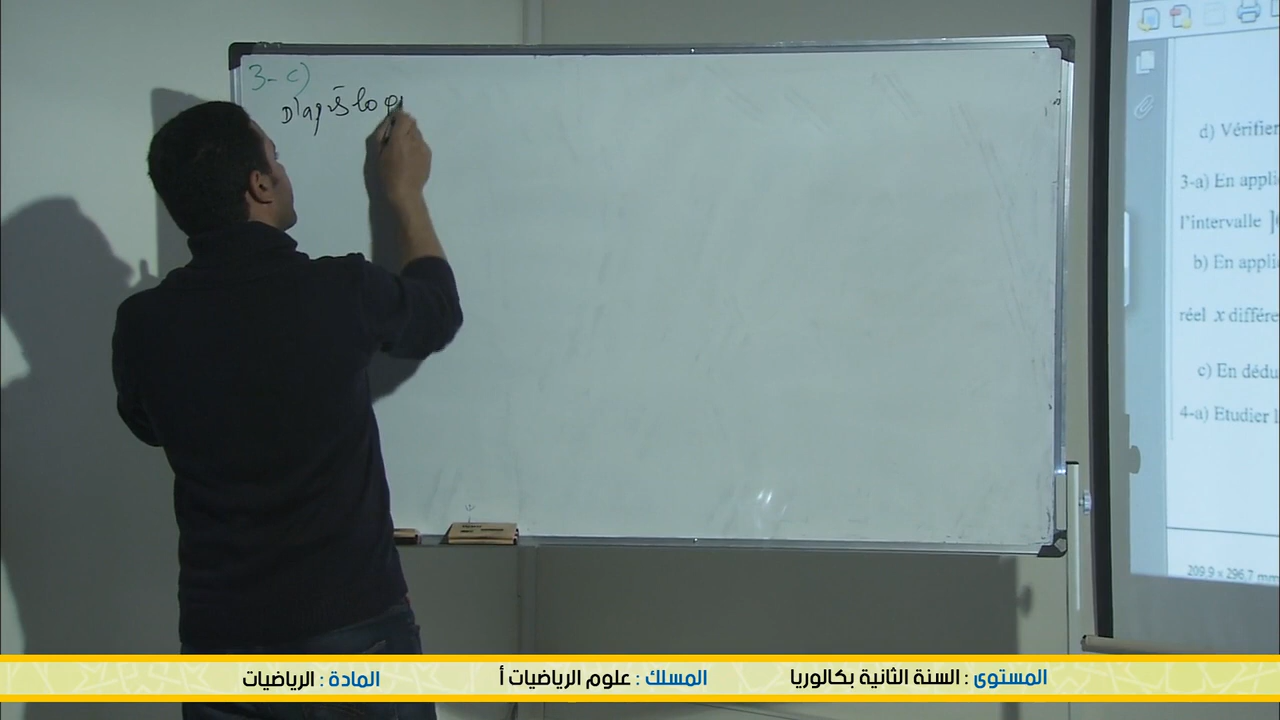 3- c)
D'après la q
d) Vérifier
3-a) En appli
l'intervalle ]
b) En appli
réel x différe
c) En dédu
4-a) Etudier l
209,9 x 296,7 mm
المستوى : السنة الثانية بكالوريا
المسلك : علوم الرياضيات أ
المادة : الرياضيات